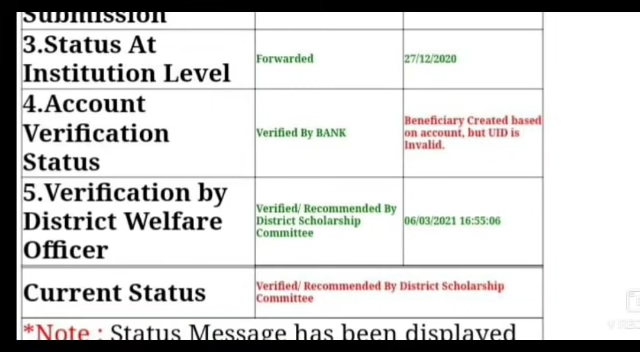 Submission
3.Status At
Institution Level
Forwarded
27/12/2020
4.Account
Verification
Status
Verified By BANK
Beneficiary Created based
on account, but UID is
Invalid.
5.Verification by
District Welfare
Officer
Verified/ Recommended By
District Scholarship
Committee
06/03/2021 16:55:06
Current Status
Verified/ Recommended By District Scholarship
Committee
*Note : Status Message has been displayed